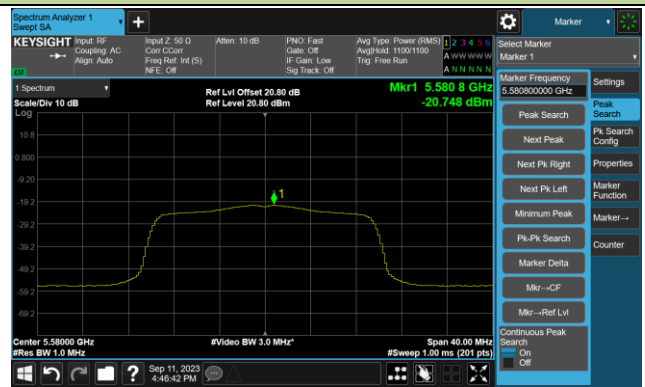 Spectrum Analyzer 1
Swept SA
+
Marker
KEYSIGHT
Input: RF
Coupling: AC
Align: Auto
Input Z: 50 Ω
Corr CCorr
Freq Ref: Int (S)
NFE: Off
Atten: 10 dB
PNO: Fast
Gate: Off
IF Gain: Low
Sig Track: Off
Avg Type: Power (RMS)
Avg|Hold: 1100/1100
Trig: Free Run
1 2 3 4 5 6
A W W W W W
A N N N N N
Select Marker
Marker 1
1 Spectrum
Scale/Div 10 dB
Log
Ref Lvl Offset 20.80 dB
Ref Level 20.80 dBm
Mkr1 5.580 8 GHz
-20.748 dBm
10.8
0.800
-9.20
-19.2
-29.2
-39.2
-49.2
-59.2
-69.2
1
Center 5.58000 GHz
#Res BW 1.0 MHz
#Video BW 3.0 MHz*
Span 40.00 MHz
#Sweep 1.00 ms (201 pts)
Marker Frequency
5.580800000 GHz
Peak Search
Next Peak
Next Pk Right
Next Pk Left
Minimum Peak
Pk-Pk Search
Marker Delta
Mkr→CF
Mkr→Ref Lvl
Continuous Peak
Search
On
Off
Settings
Peak
Search
Pk Search
Config
Properties
Marker
Function
Marker→
Counter
?
Sep 11, 2023
4:46:42 PM